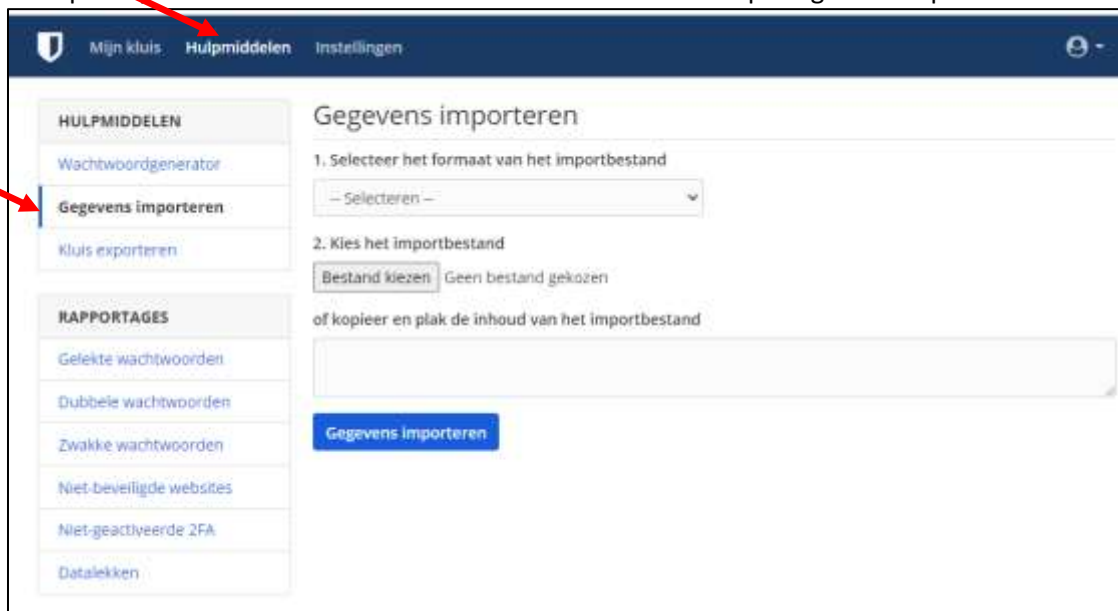 Mijn kluis Hulpmiddelen Instellingen
HULPMIDDELEN
Wachtwoordgenerator
Gegevens importeren
Kluis exporteren
RAPPORTAGES
Gelekte wachtwoorden
Dubbele wachtwoorden
Zwakke wachtwoorden
Niet-beveiligde websites
Niet-geactiveerde 2FA
Datalekken
Gegevens importeren
1. Selecteer het formaat van het importbestand
-- Selecteren --
2. Kies het importbestand
Bestand kiezen Geen bestand gekozen
of kopieer en plak de inhoud van het importbestand
Gegevens importeren